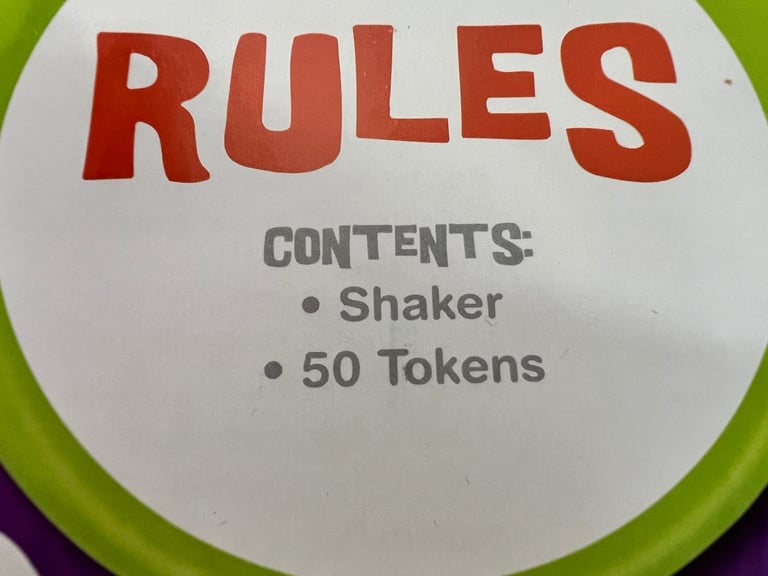 RULES
CONTENTS:
• Shaker
• 50 Tokens